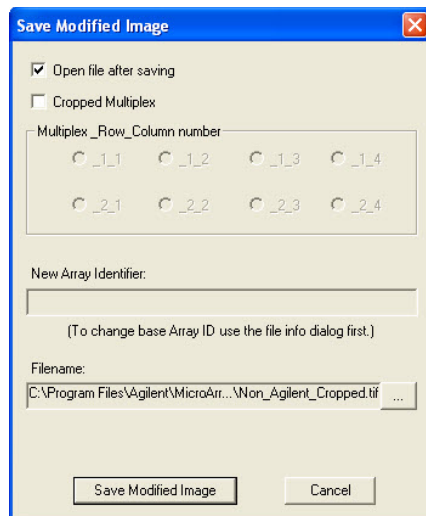 Save Modified Image
Open file after saving
Cropped Multiplex
Multiplex _Row_Column number
_1_1 _1_2 _1_3 _1_4
_2_1 _2_2 _2_3 _2_4
New Array Identifier:
(To change base Array ID use the file info dialog first.)
Filename:
C:\Program Files\Agilent\MicroArr...\Non_Agilent_Cropped.tif ...
Save Modified Image Cancel